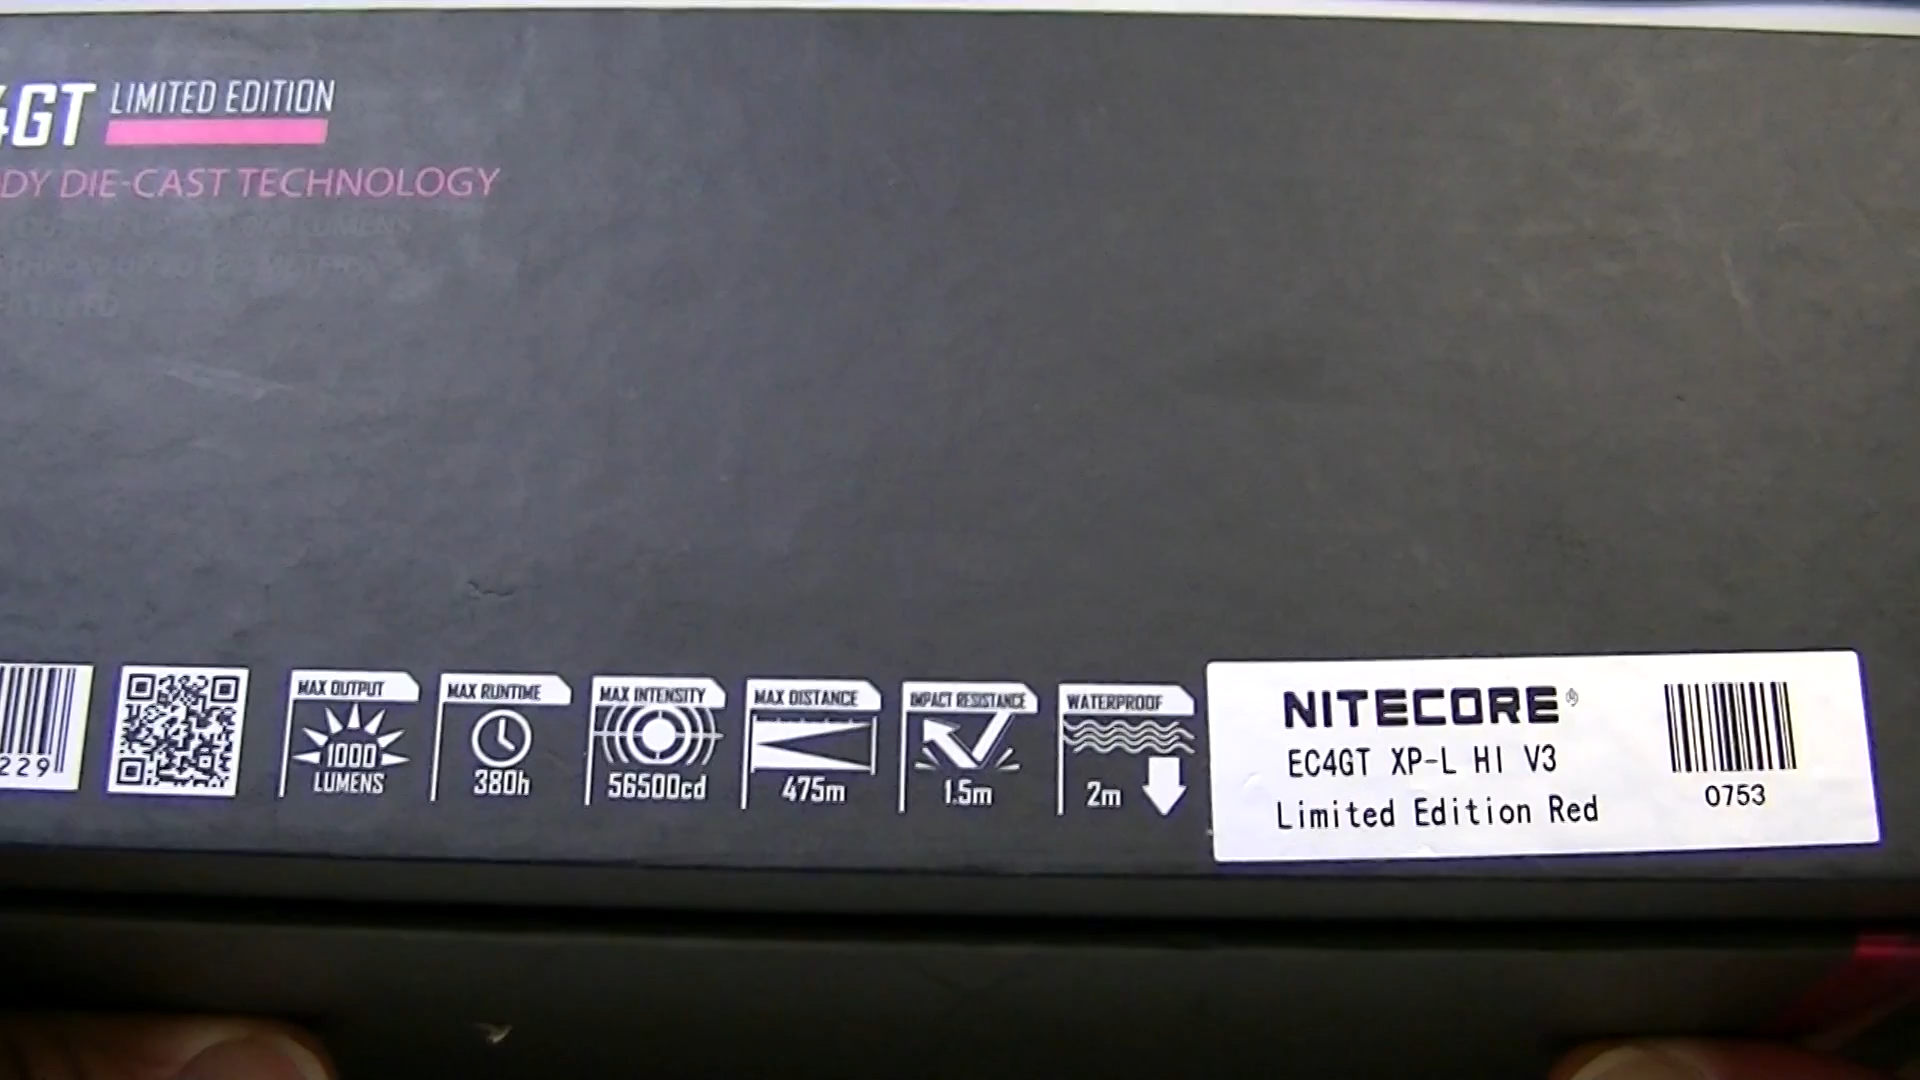 4GT LIMITED EDITION
DY DIE-CAST TECHNOLOGY
229
MAX OUTPUT
1000
LUMENS
MAX RUNTIME
380h
MAX INTENSITY
56500cd
MAX DISTANCE
475m
IMPACT RESISTANCE
1.5m
WATERPROOF
2m
NITECORE®
EC4GT XP-L HI V3
Limited Edition Red
0753